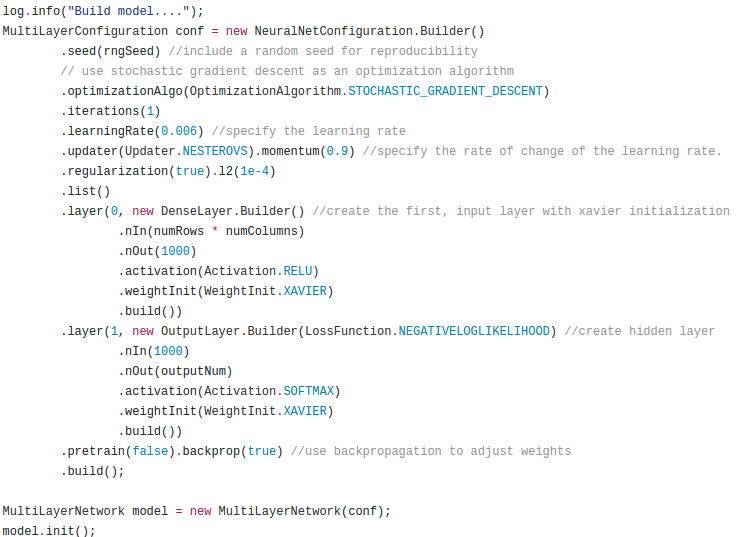 log.info("Build model....");
MultiLayerConfiguration conf = new NeuralNetConfiguration.Builder()
        .seed(rngSeed) //include a random seed for reproducibility
        // use stochastic gradient descent as an optimization algorithm
        .optimizationAlgo(OptimizationAlgorithm.STOCHASTIC_GRADIENT_DESCENT)
        .iterations(1)
        .learningRate(0.006) //specify the learning rate
        .updater(Updater.NESTEROVS).momentum(0.9) //specify the rate of change of the learning rate.
        .regularization(true).l2(1e-4)
        .list()
        .layer(0, new DenseLayer.Builder() //create the first, input layer with xavier initialization
                .nIn(numRows * numColumns)
                .nOut(1000)
                .activation(Activation.RELU)
                .weightInit(WeightInit.XAVIER)
                .build())
        .layer(1, new OutputLayer.Builder(LossFunction.NEGATIVELOGLIKELIHOOD) //create hidden layer
                .nIn(1000)
                .nOut(outputNum)
                .activation(Activation.SOFTMAX)
                .weightInit(WeightInit.XAVIER)
                .build())
        .pretrain(false).backprop(true) //use backpropagation to adjust weights
        .build();

MultiLayerNetwork model = new MultiLayerNetwork(conf);
model.init();